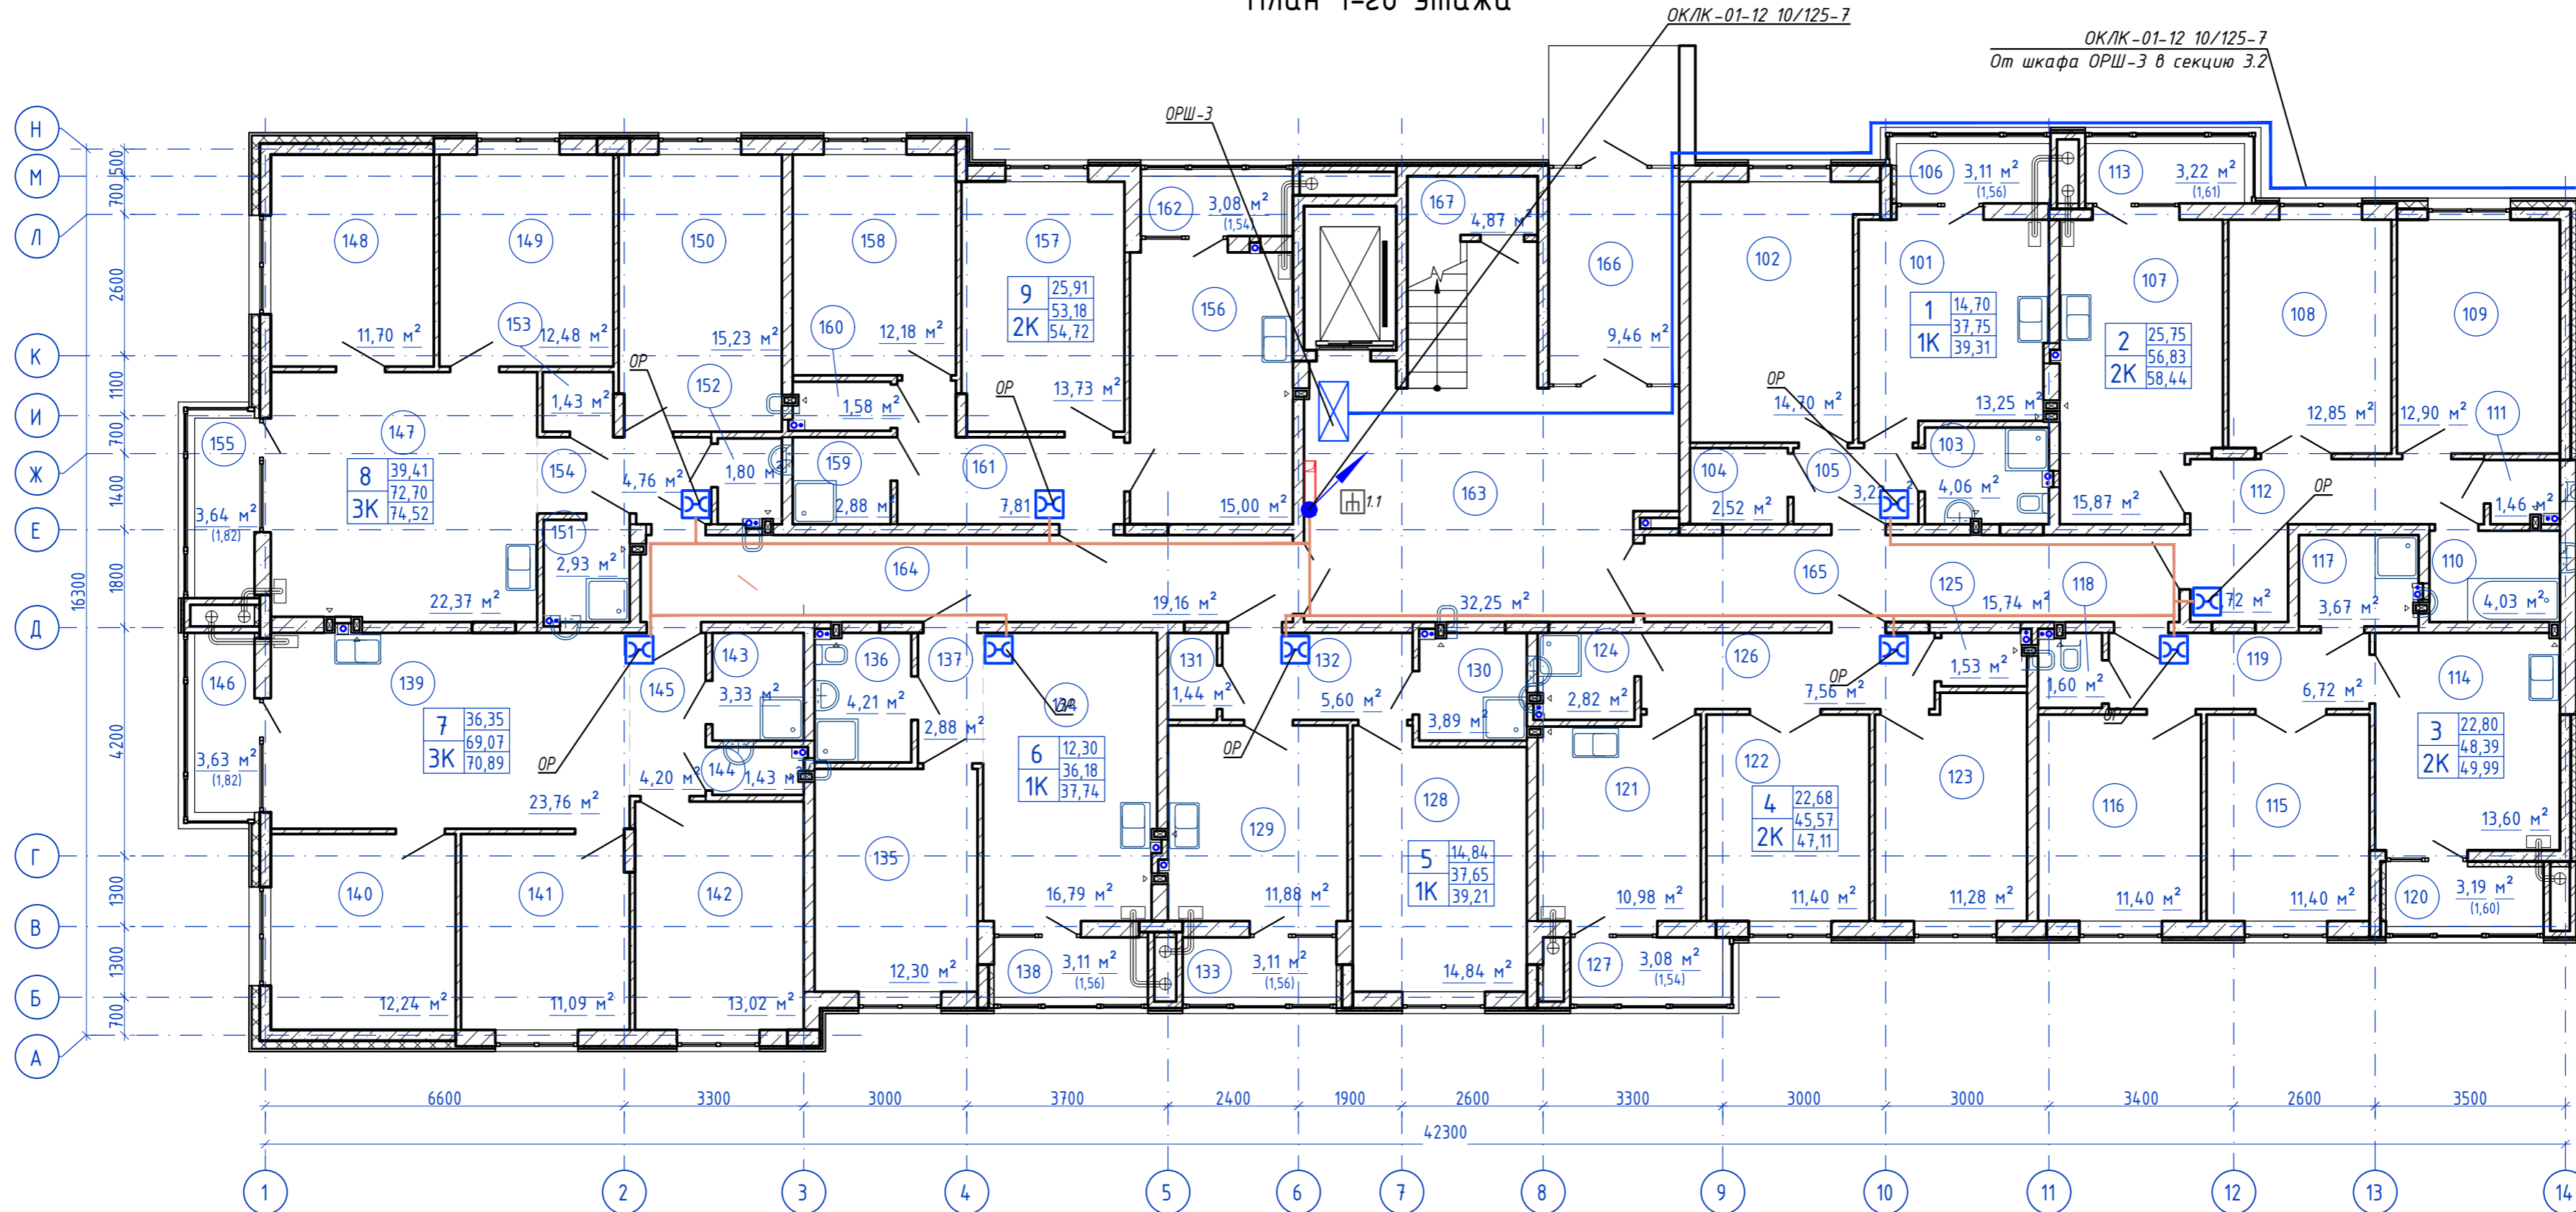 План 1-го этажа
ОКЛК-01-12 10/125-7
ОКЛК-01-12 10/125-7
От шкафа ОРШ-3 в секцию 3.2
ОРШ-3
Н
М
Л
К
И
Ж
Е
Д
Г
В
Б
А
500
700
2600
1100
700
1400
1800
4200
1300
1300
700
16300
148
11,70 м²
149
12,48 м²
153
1,43 м²
150
15,23 м²
152
1,80 м²
158
12,18 м²
160
1,58 м²
157
13,73 м²
9
2К
25,91
53,18
54,72
162
3,08 м²
(1,54)
156
15,00 м²
167
4,87 м²
166
9,46 м²
102
14,70 м²
106
3,11 м²
(1,56)
101
13,25 м²
1
1К
14,70
37,75
39,31
113
3,22 м²
(1,61)
107
15,87 м²
2
2К
25,75
56,83
58,44
108
12,85 м²
109
12,90 м²
111
1,46 м²
155
3,64 м²
(1,82)
147
22,37 м²
8
3К
39,41
72,70
74,52
154
4,76 м²
151
2,93 м²
ОР
159
2,88 м²
161
7,81
ОР
163
32,25 м²
1.1
104
2,52 м²
105
ОР
103
4,06 м²
112
ОР
110
4,03 м²
117
3,67 м²
164
19,16 м²
165
15,74 м²
125
1,53 м²
118
1,60 м²
146
3,63 м²
(1,82)
139
23,76 м²
7
3К
36,35
69,07
70,89
ОР
145
4,20 м²
143
3,33 м²
144
1,43 м²
136
4,21 м²
137
2,88 м²
ОР
6
1К
12,30
36,18
37,74
16,79 м²
131
1,44 м²
132
5,60 м²
ОР
130
3,89 м²
124
2,82 м²
126
7,56 м²
ОР
119
6,72 м²
ОР
114
13,60 м²
3
2К
22,80
48,39
49,99
140
12,24 м²
141
11,09 м²
142
13,02 м²
135
12,30 м²
138
3,11 м²
(1,56)
129
11,88 м²
133
3,11 м²
(1,56)
128
14,84 м²
5
1К
14,84
37,65
39,21
121
10,98 м²
127
3,08 м²
(1,54)
122
11,40 м²
4
2К
22,68
45,57
47,11
123
11,28 м²
116
11,40 м²
115
11,40 м²
120
3,19 м²
(1,60)
6600
3300
3000
3700
2400
1900
2600
3300
3000
3000
3400
2600
3500
42300
1
2
3
4
5
6
7
8
9
10
11
12
13
14